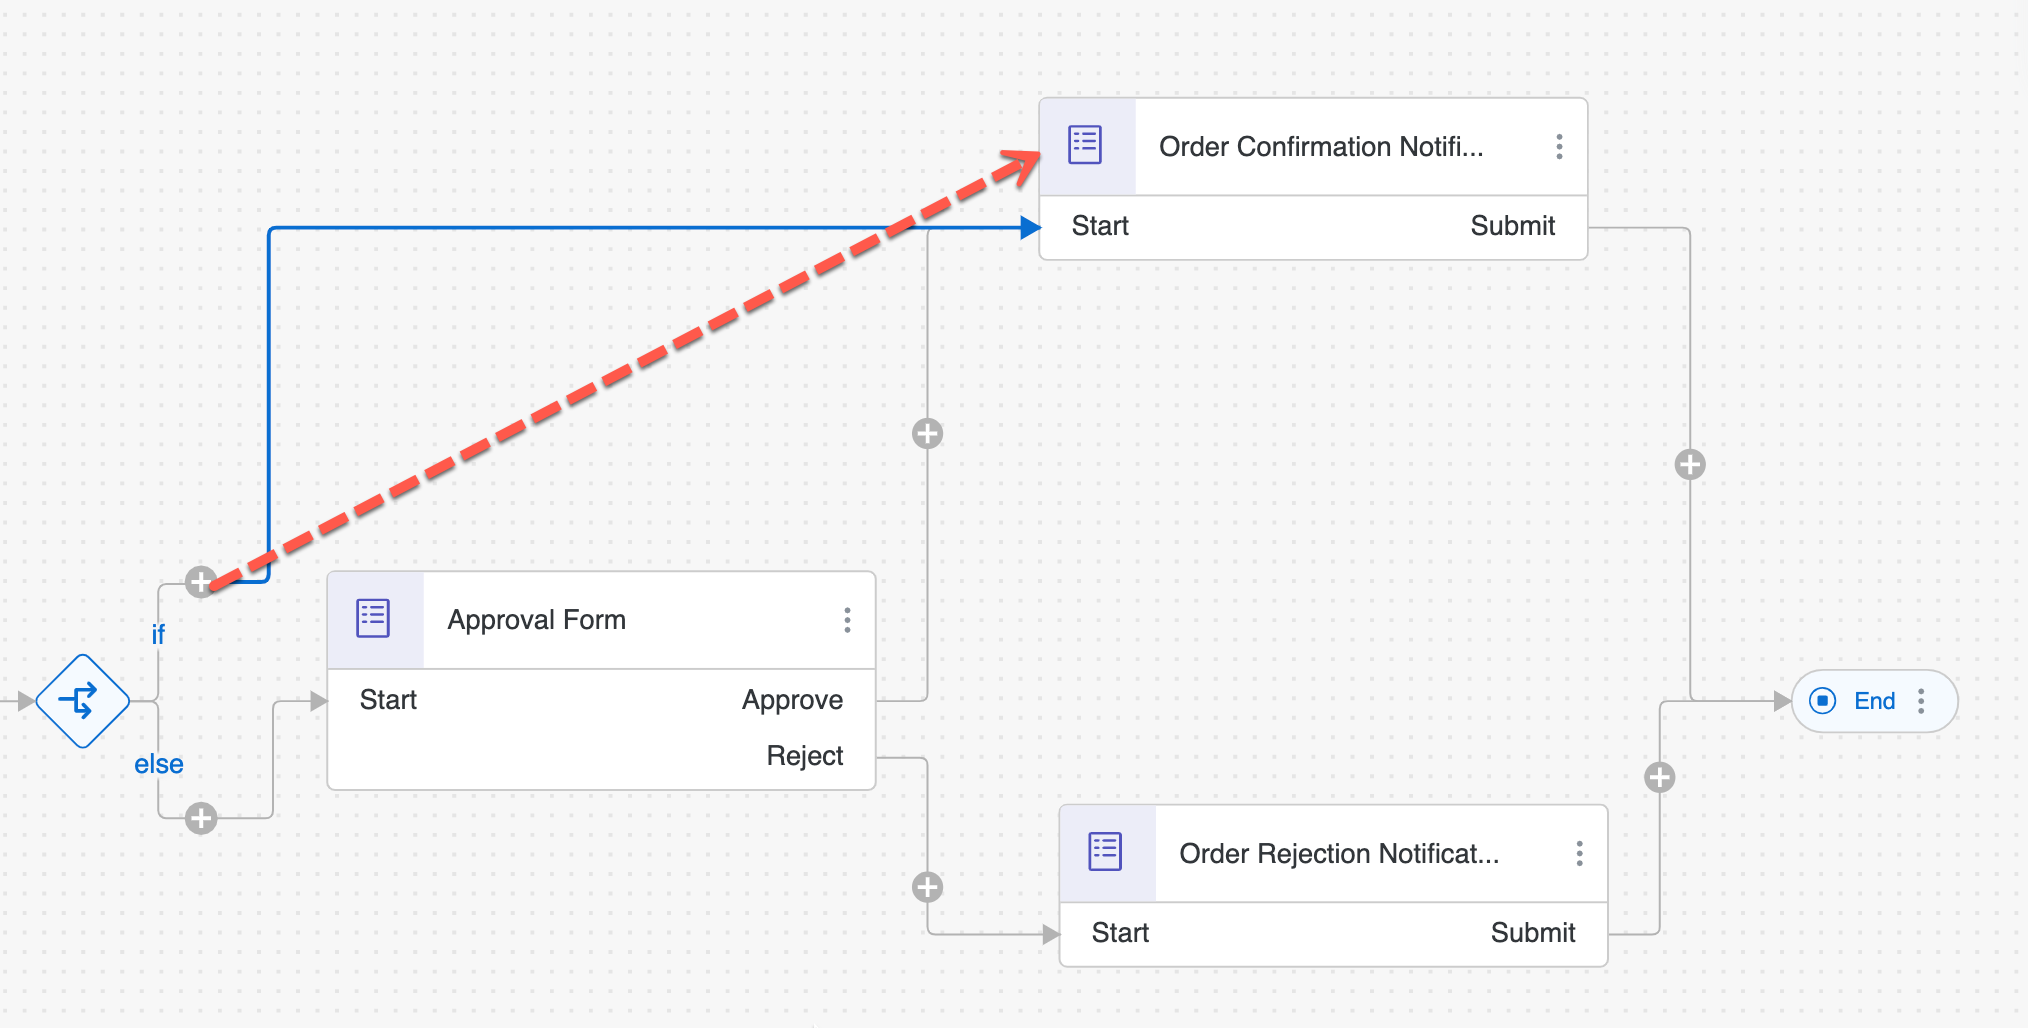 Order Confirmation Notifi...
Start
Submit
if
else
Approval Form
Start
Approve
Reject
End
Order Rejection Notificat...
Start
Submit